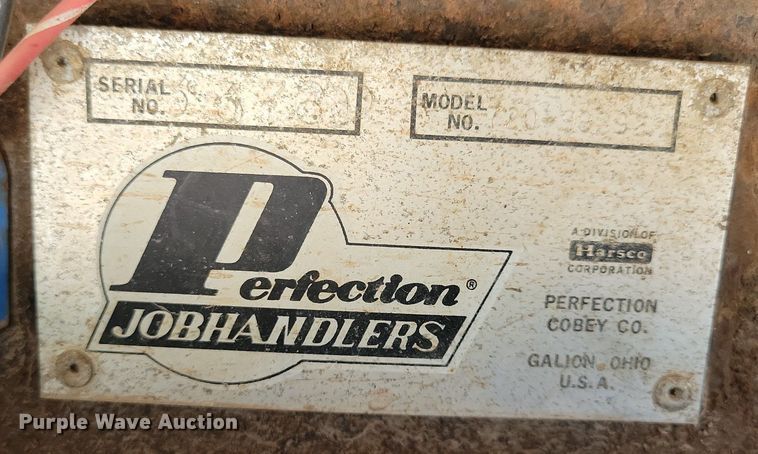 SERIAL
NO.
MODEL
NO.
Perfection®
JOBHANDLERS
A DIVISION OF
Harsco
CORPORATION
PERFECTION
COBEY CO.
GALION, OHIO
U.S.A.
Purple Wave Auction